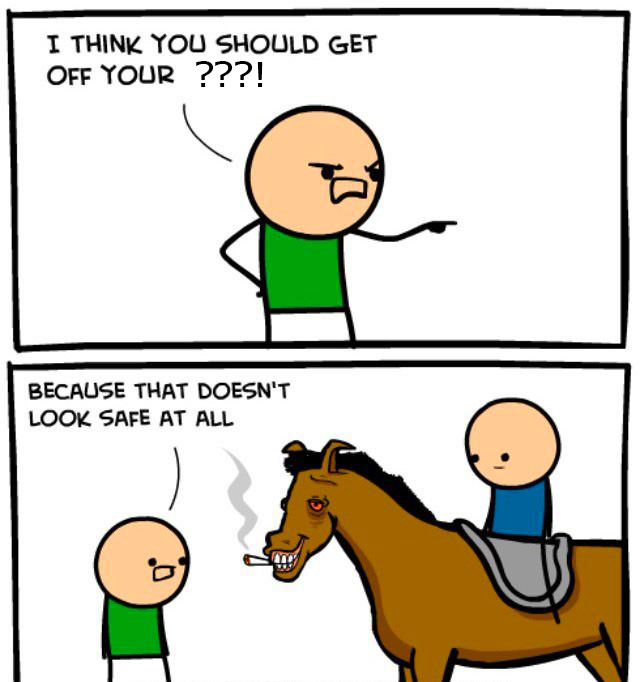 I THINK YOU SHOULD GET
OFF YOUR ???!
BECAUSE THAT DOESN'T
LOOK SAFE AT ALL